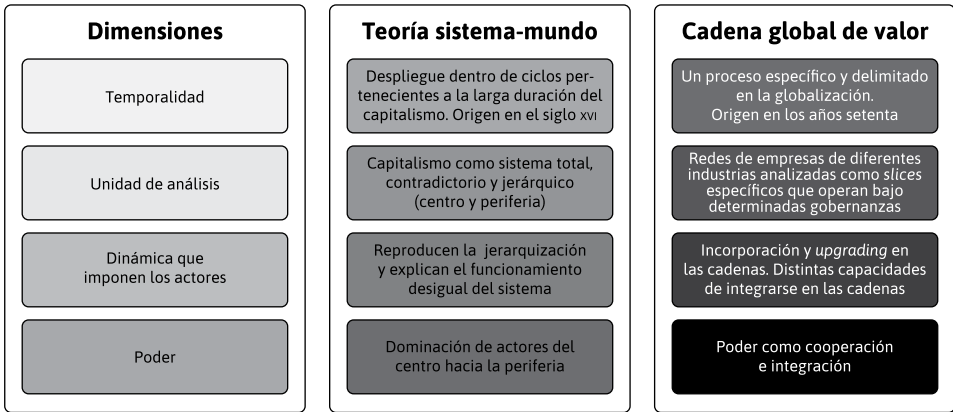 Dimensiones
Temporalidad
Unidad de análisis
Dinámica que
imponen los actores
Poder
Teoría sistema-mundo
Despliegue dentro de ciclos per-
tenecientes a la larga duración del
capitalismo. Origen en el siglo XVI
Capitalismo como sistema total,
contradictorio y jerárquico
(centro y periferia)
Reproducen la jerarquización
y explican el funcionamiento
desigual del sistema
Dominación de actores del
centro hacia la periferia
Cadena global de valor
Un proceso específico y delimitado
en la globalización.
Origen en los años setenta
Redes de empresas de diferentes
industrias analizadas como slices
específicos que operan bajo
determinadas gobernanzas
Incorporación y upgrading en
las cadenas. Distintas capacidades
de integrarse en las cadenas
Poder como cooperación
e integración